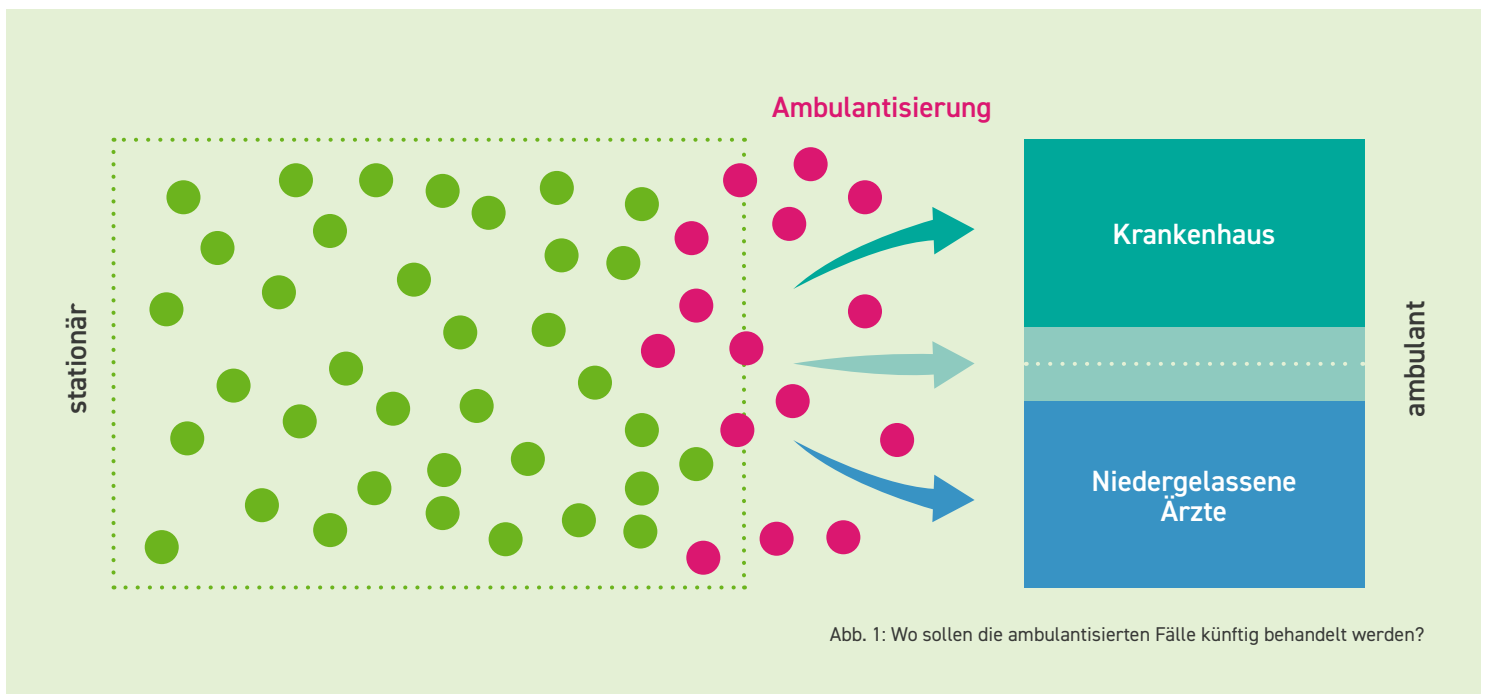 Ambulantisierung
stationär
Krankenhaus
Niedergelassene
Ärzte
ambulant
Abb. 1: Wo sollen die ambulantisierten Fälle künftig behandelt werden?